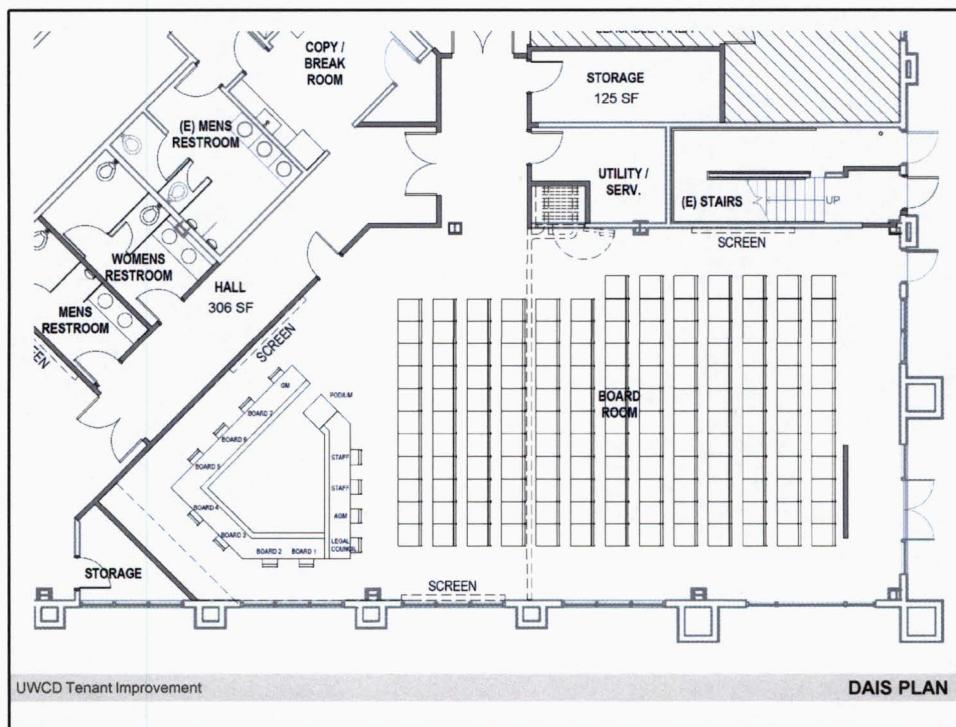 COPY /
BREAK
ROOM
STORAGE
125 SF
(E) MENS
RESTROOM
UTILITY /
SERV.
(E) STAIRS
UP
SCREEN
WOMENS
RESTROOM
HALL
306 SF
MENS
RESTROOM
SCREEN
SCREEN
GM
PODIUM
BOARD 7
BOARD
ROOM
BOARD 6
STAFF
BOARD 5
STAFF
BOARD 4
AGM
BOARD 3
LEGAL
COUNCIL
BOARD 2
BOARD 1
STORAGE
SCREEN
UWCD Tenant Improvement
DAIS PLAN